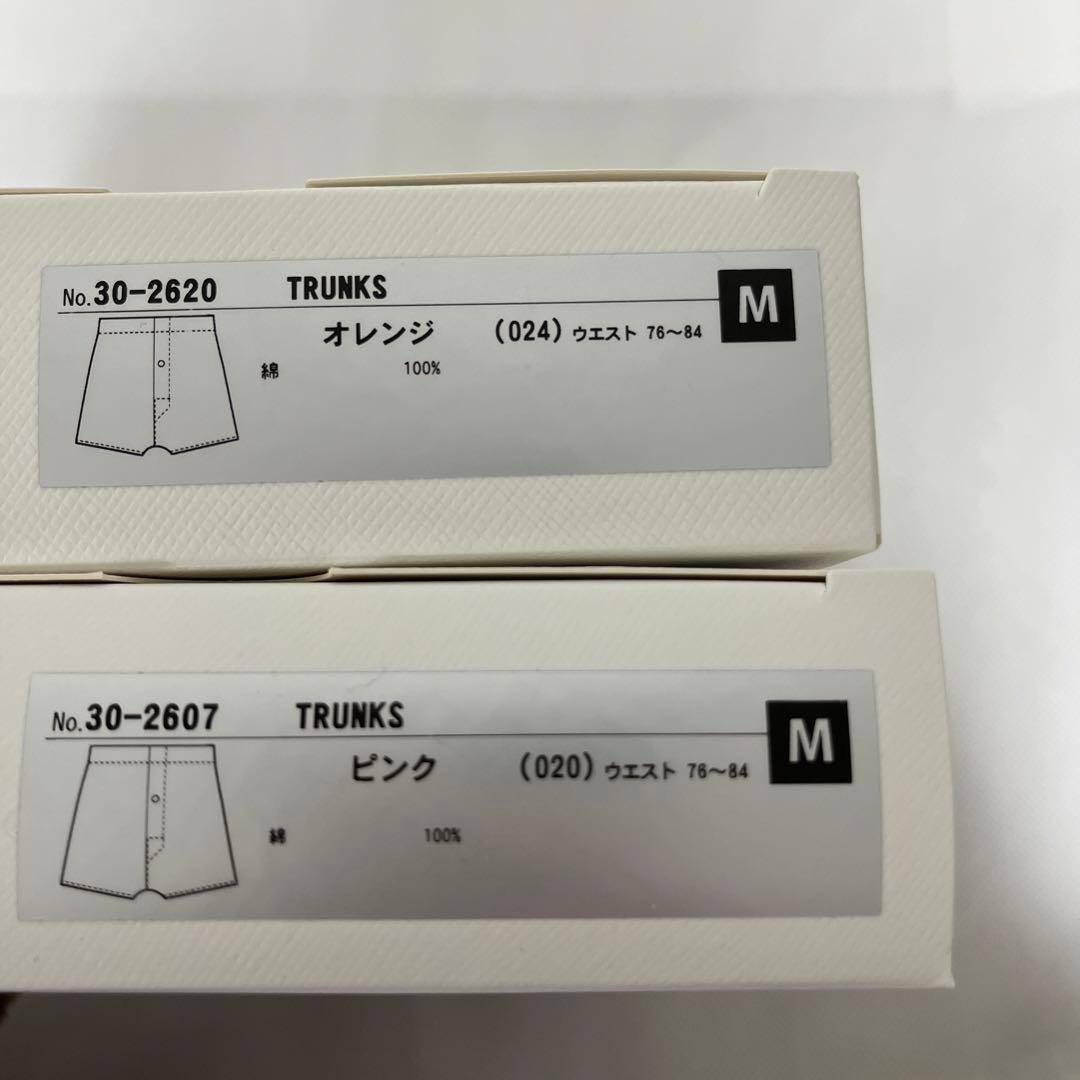 No.30-2620 TRUNKS M
オレンジ (024) ウエスト 76～84
綿 100%
No.30-2607 TRUNKS M
ピンク (020) ウエスト 76～84
綿 100%